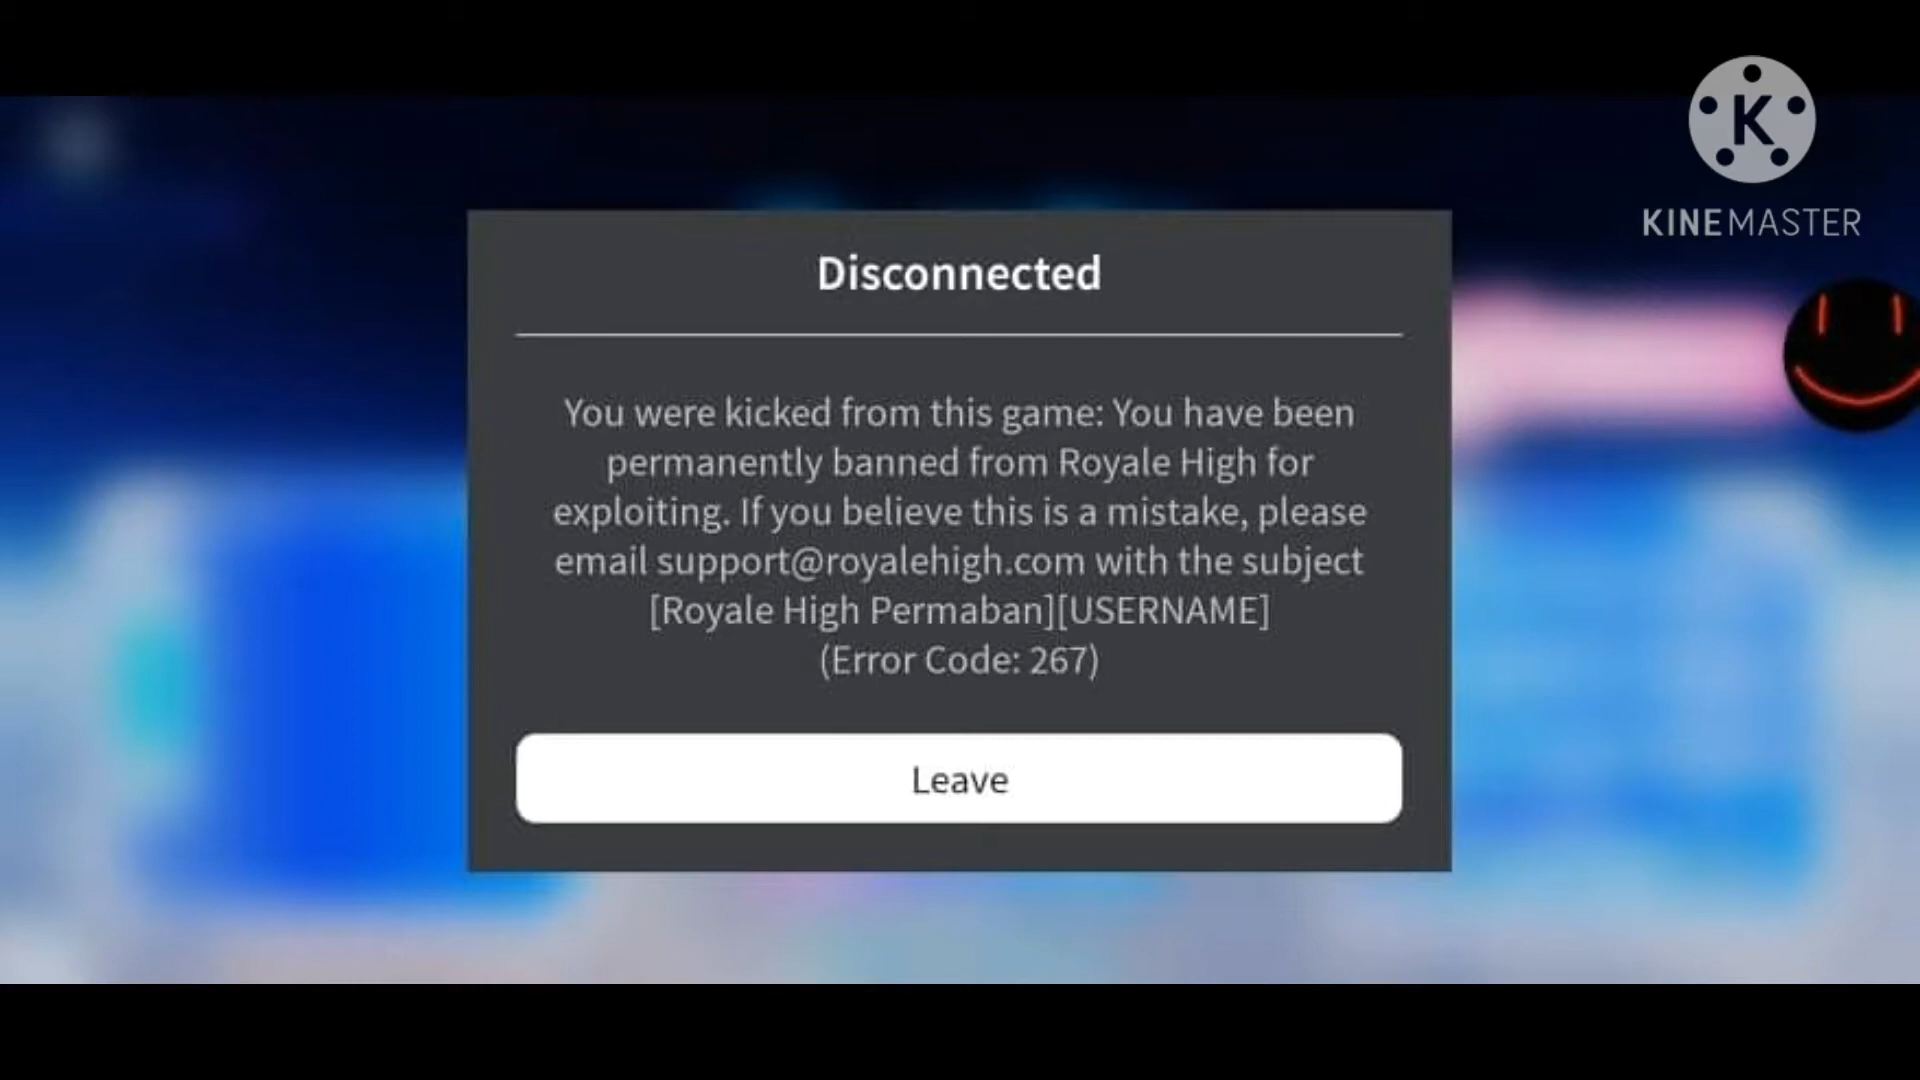 K
KINEMASTER
Disconnected
You were kicked from this game: You have been
permanently banned from Royale High for
exploiting. If you believe this is a mistake, please
email support@royalehigh.com with the subject
[Royale High Permaban][USERNAME]
(Error Code: 267)
Leave